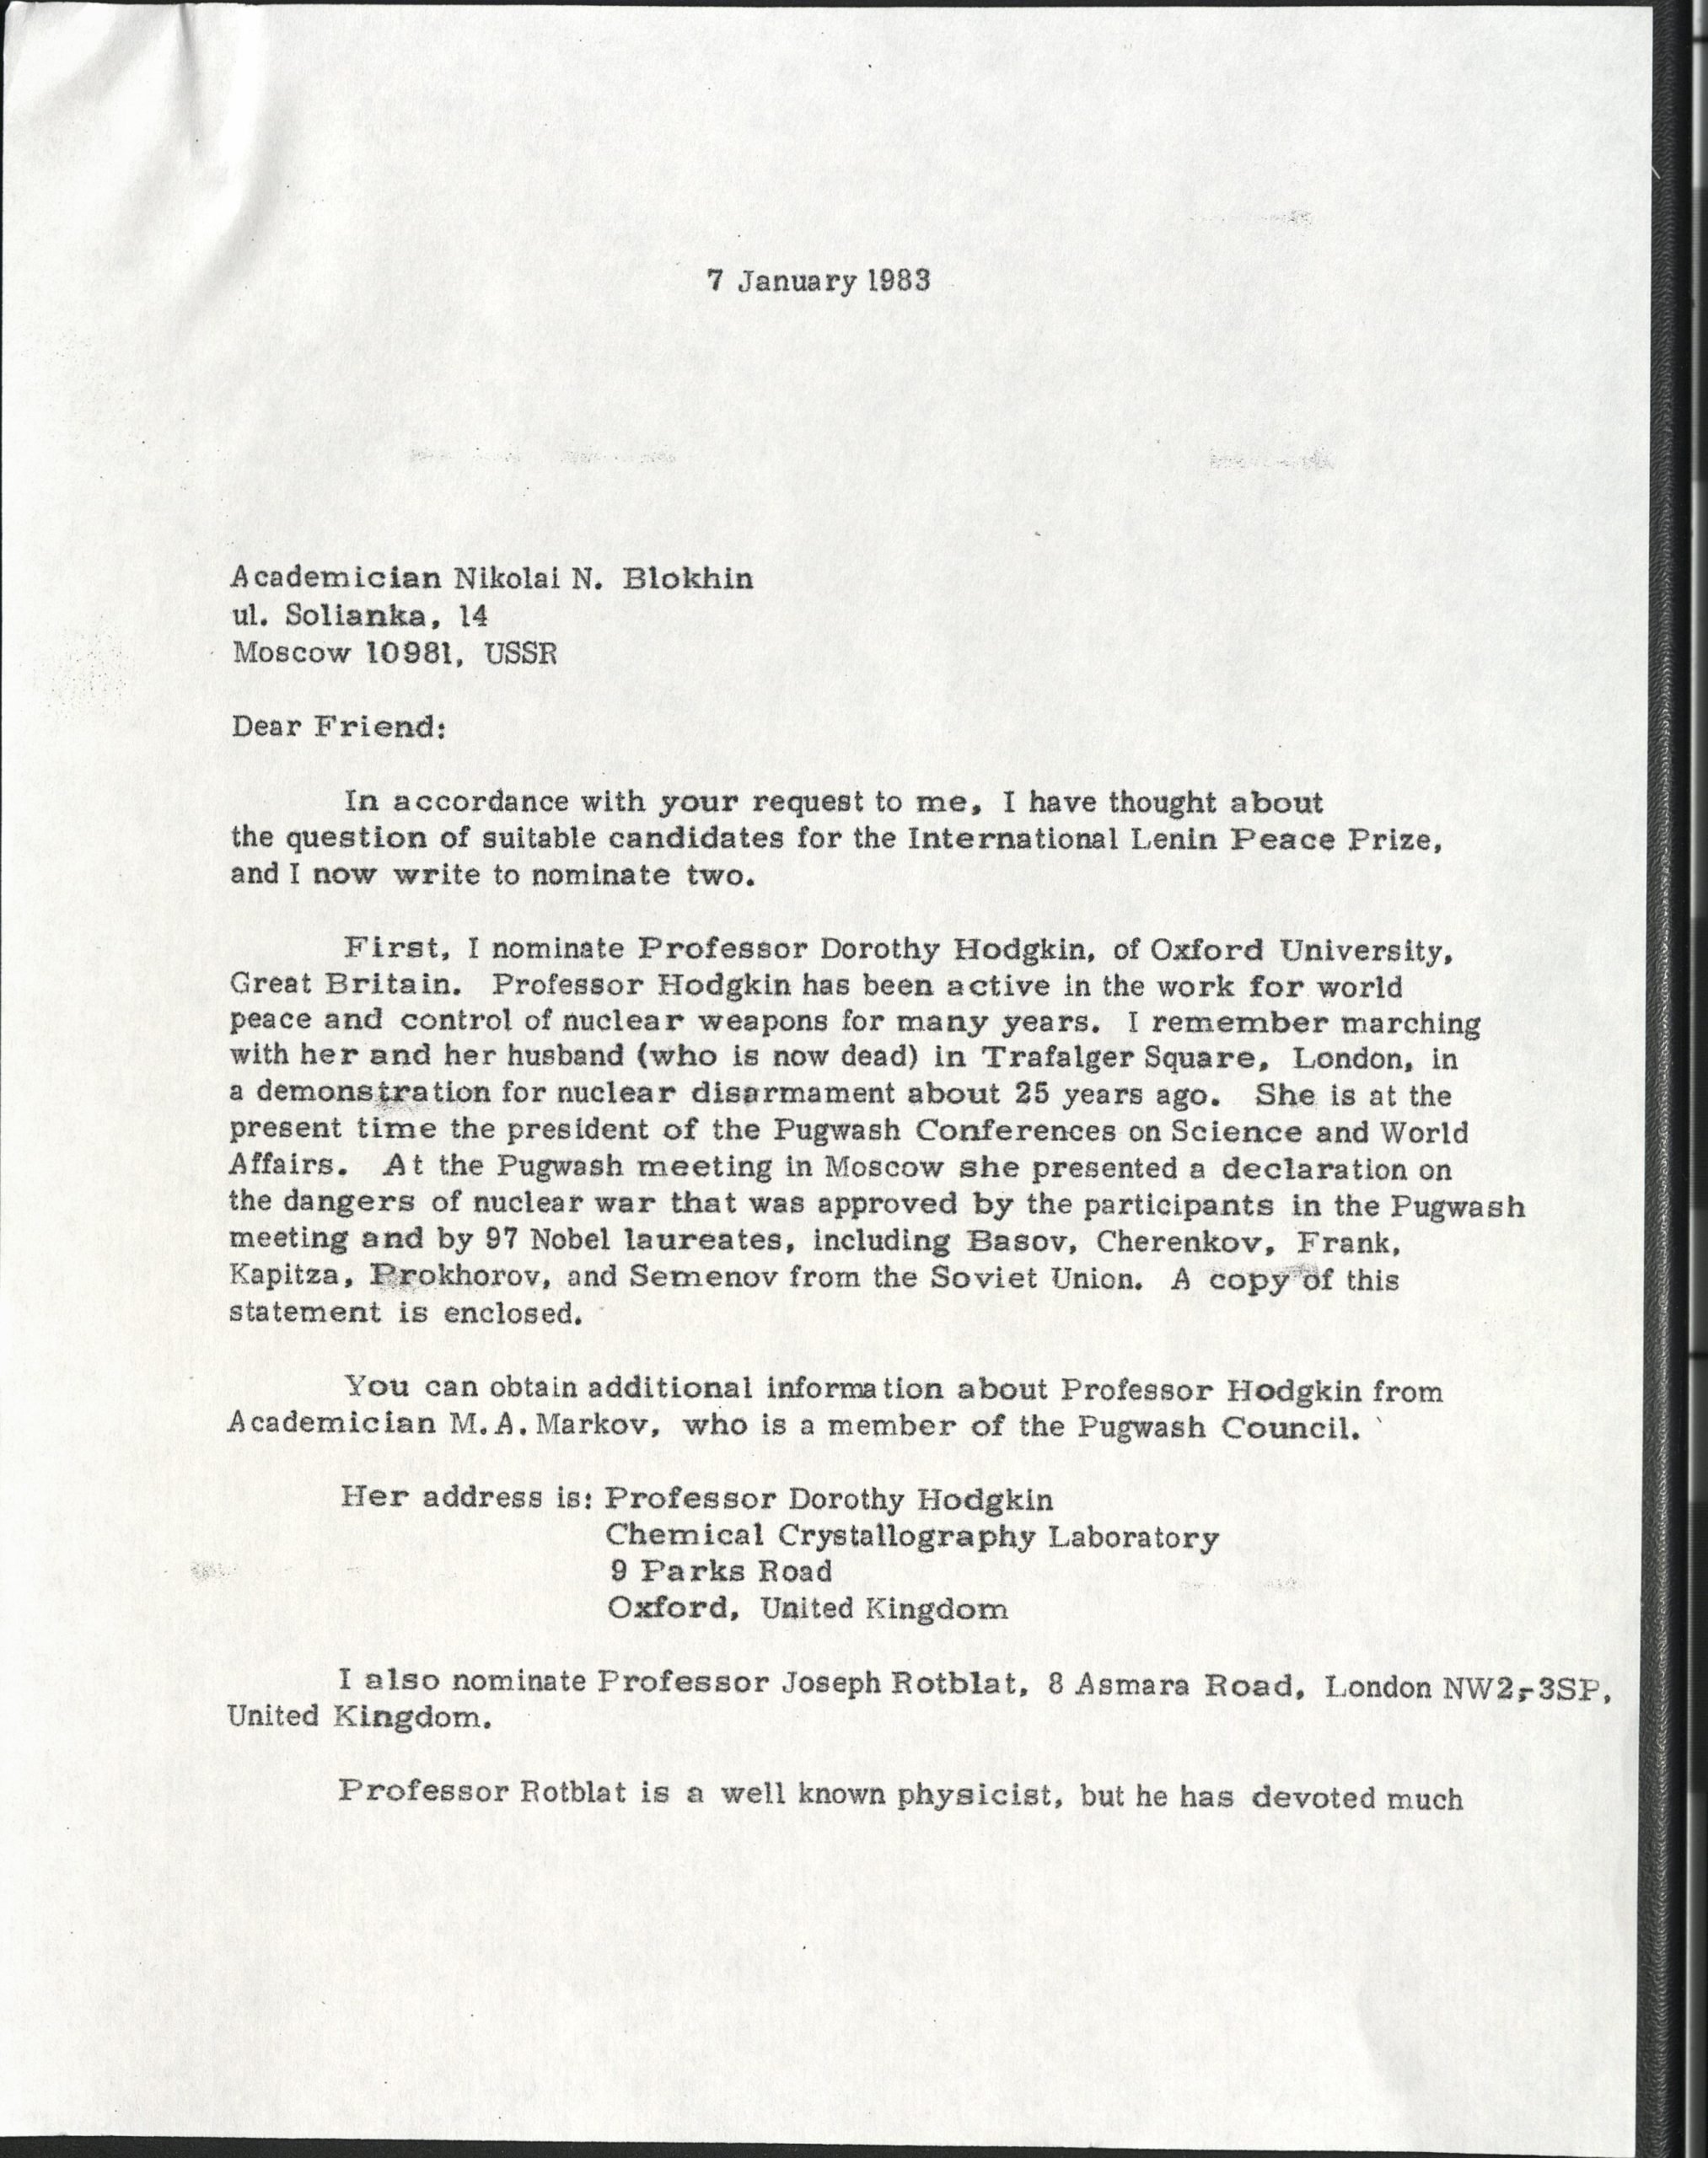 7 January 1983
Academician Nikolai N. Blokhin
ul. Solianka, 14
Moscow 10981, USSR
Dear Friend:
In accordance with your request to me, I have thought about
the question of suitable candidates for the International Lenin Peace Prize,
and I now write to nominate two.
First, I nominate Professor Dorothy Hodgkin, of Oxford University,
Great Britain. Professor Hodgkin has been active in the work for world
peace and control of nuclear weapons for many years. I remember marching
with her and her husband (who is now dead) in Trafalger Square, London, in
a demonstration for nuclear disarmament about 25 years ago. She is at the
present time the president of the Pugwash Conferences on Science and World
Affairs. At the Pugwash meeting in Moscow she presented a declaration on
the dangers of nuclear war that was approved by the participants in the Pugwash
meeting and by 97 Nobel laureates, including Basov, Cherenkov, Frank,
Kapitza, Prokhorov, and Semenov from the Soviet Union. A copy of this
statement is enclosed.
You can obtain additional information about Professor Hodgkin from
Academician M. A. Markov, who is a member of the Pugwash Council.
Her address is: Professor Dorothy Hodgkin
Chemical Crystallography Laboratory
9 Parks Road
Oxford, United Kingdom
I also nominate Professor Joseph Rotblat, 8 Asmara Road, London NW2,-3SP,
United Kingdom.
Professor Rotblat is a well known physicist, but he has devoted much